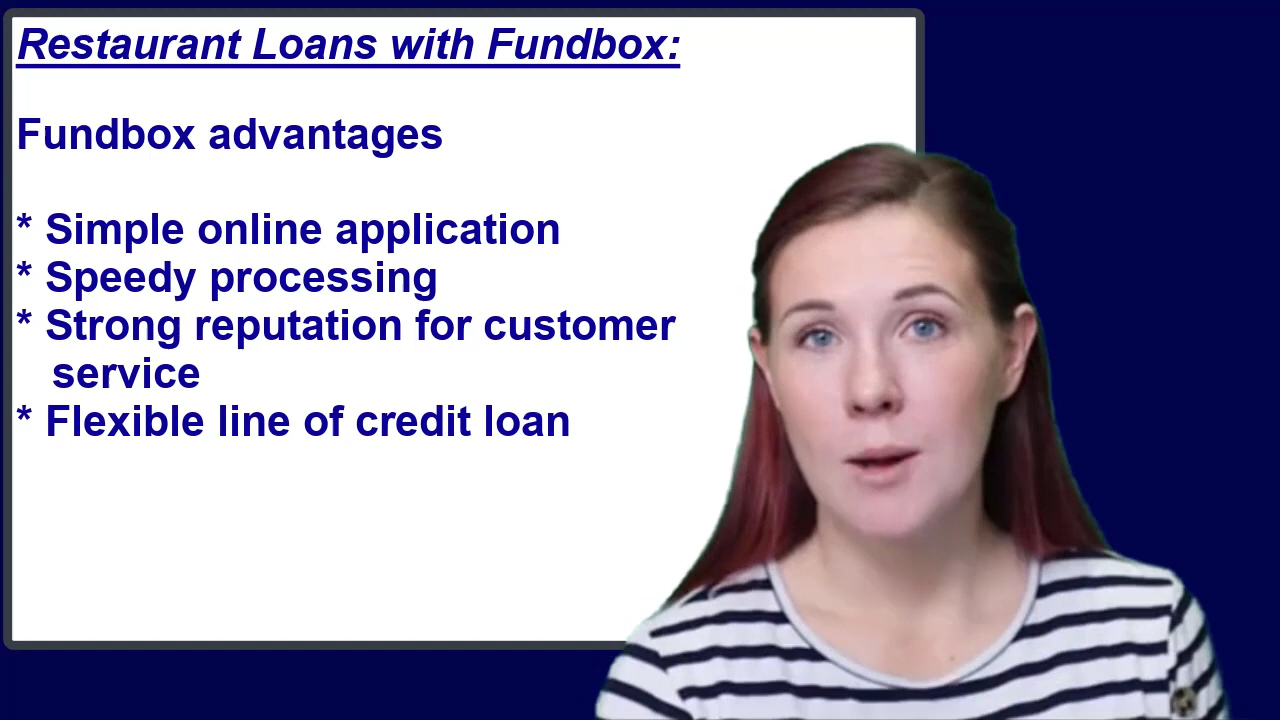 Restaurant Loans with Fundbox:
Fundbox advantages
* Simple online application
* Speedy processing
* Strong reputation for customer
service
* Flexible line of credit loan